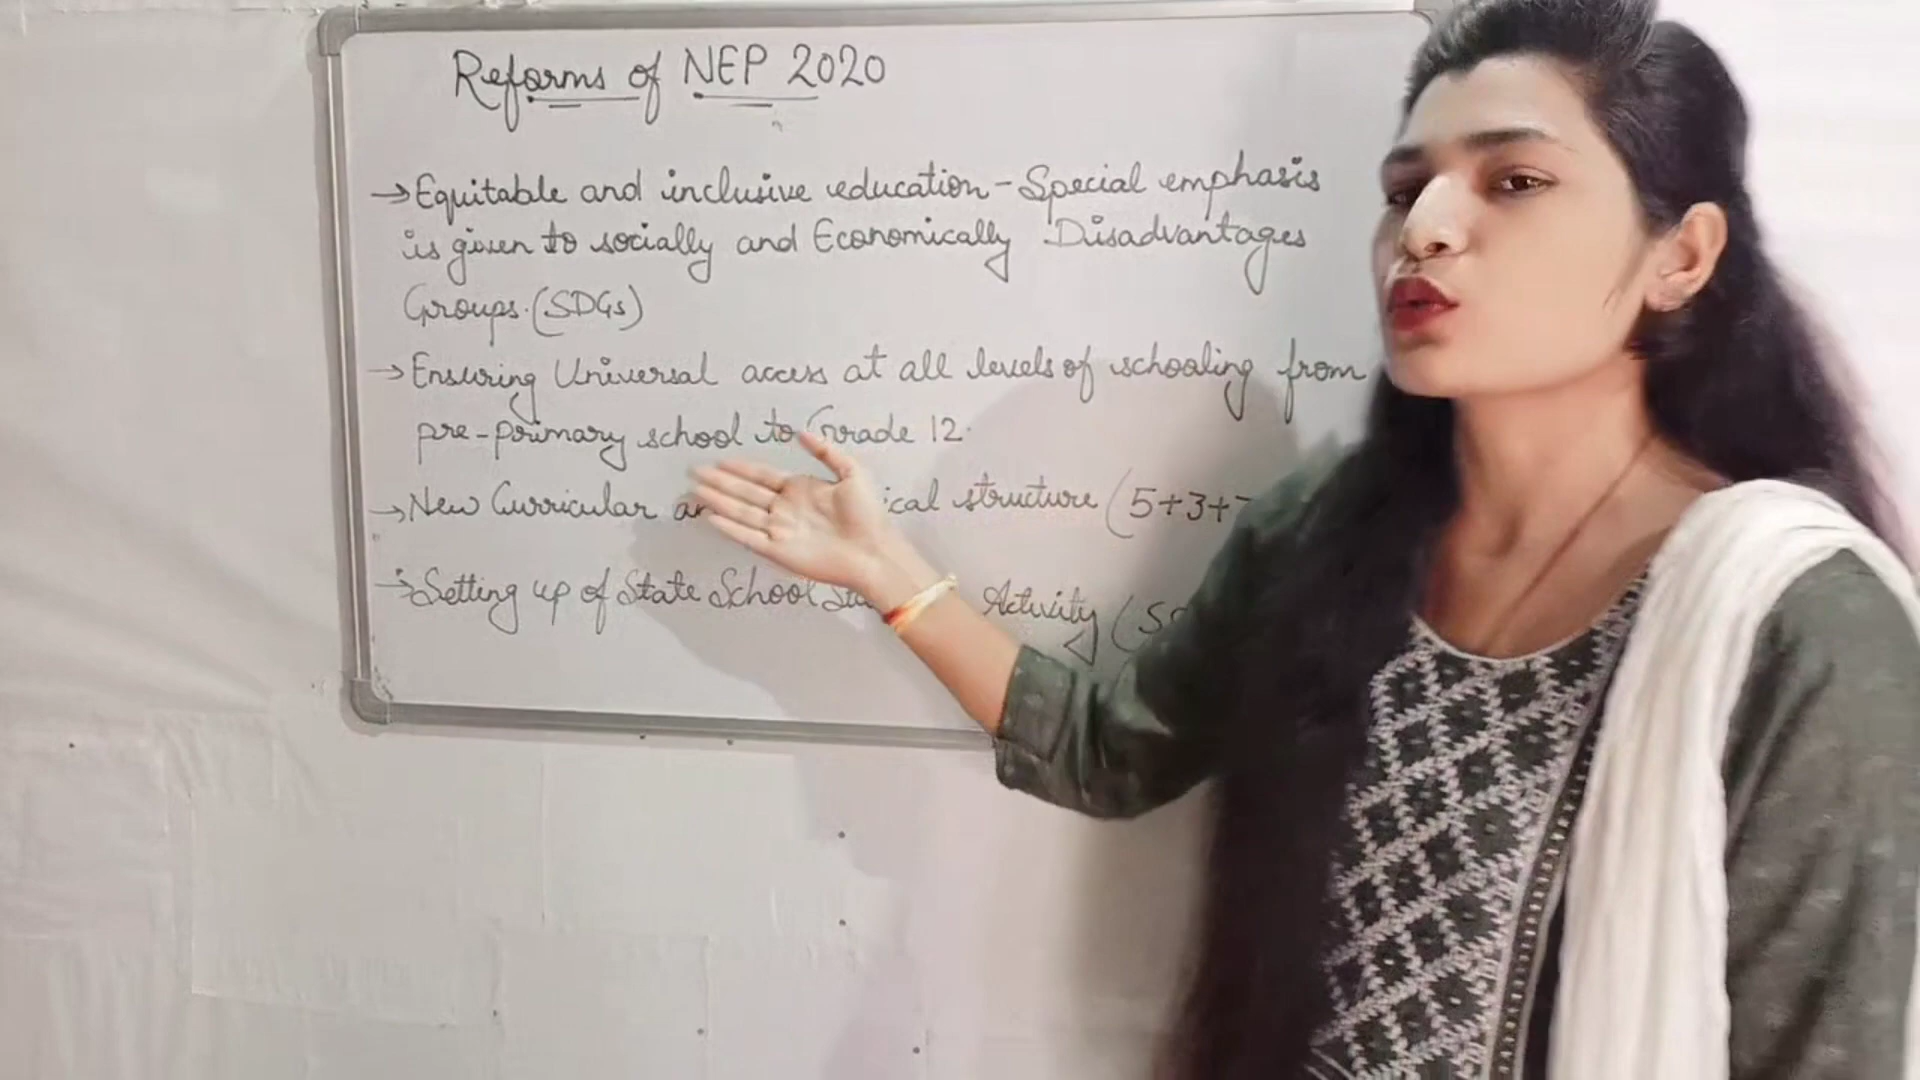 Reforms of NEP 2020
→ Equitable and inclusive education - Special emphasis
is given to socially and Economically Disadvantages
Groups. (SDGs)
→ Ensuring Universal access at all levels of schooling from
pre-primary school to Grade 12.
→ New Curricular ical structure (5+3+
→ Setting up of State School Activity (